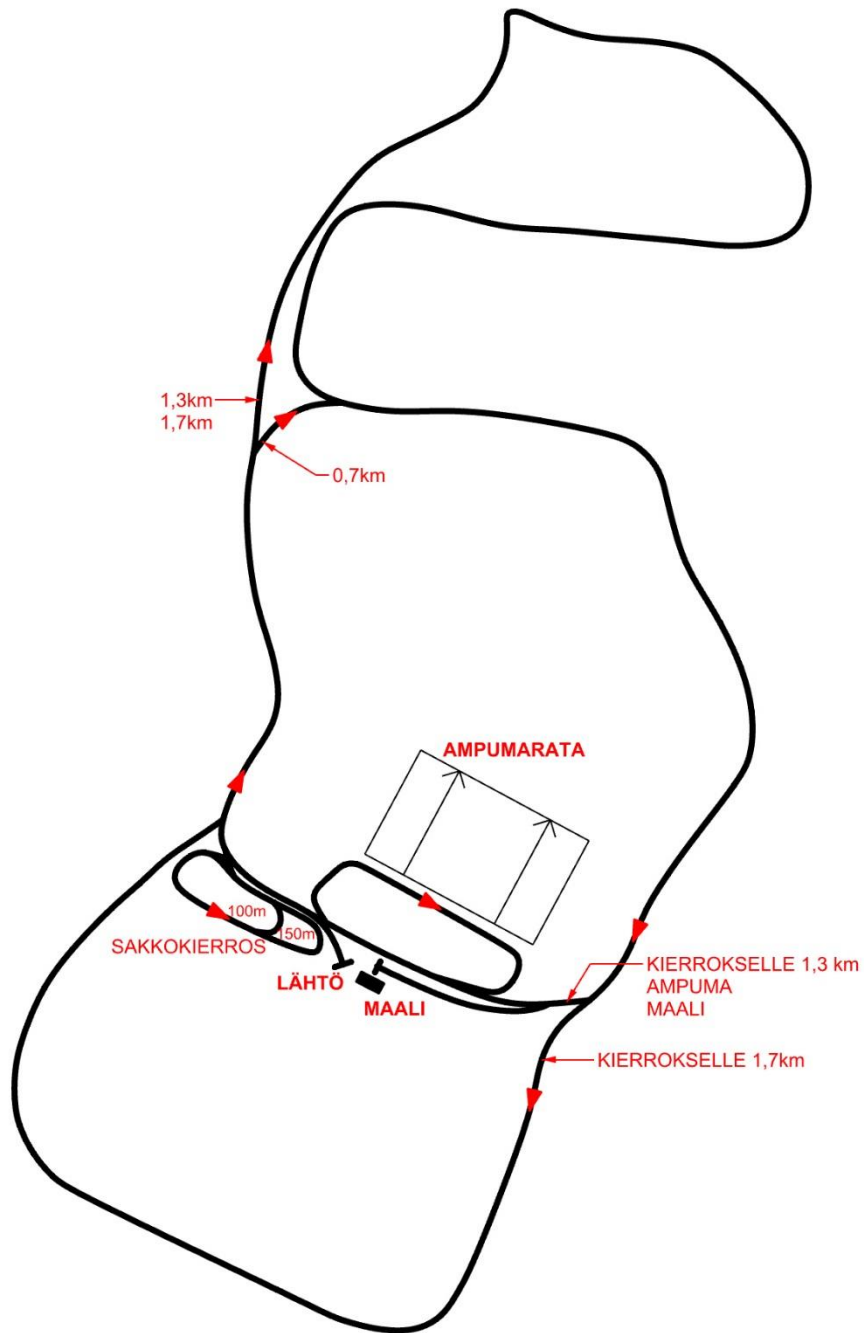 1,3km
1,7km
0,7km
AMPUMARATA
100m
150m
SAKKOKIERROS
LÄHTÖ
MAALI
KIERROKSELLE 1,3 km
AMPUMA
MAALI
KIERROKSELLE 1,7km